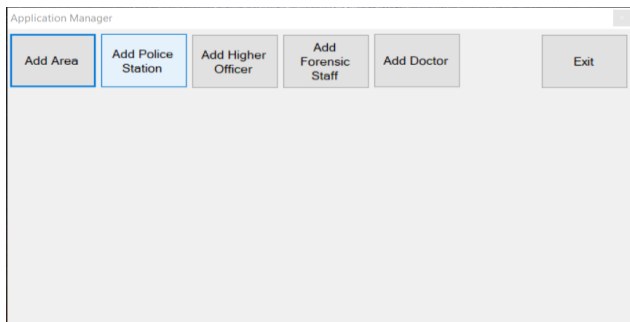 Application Manager
Add Area
Add Police
Station
Add Higher
Officer
Add
Forensic
Staff
Add Doctor
Exit